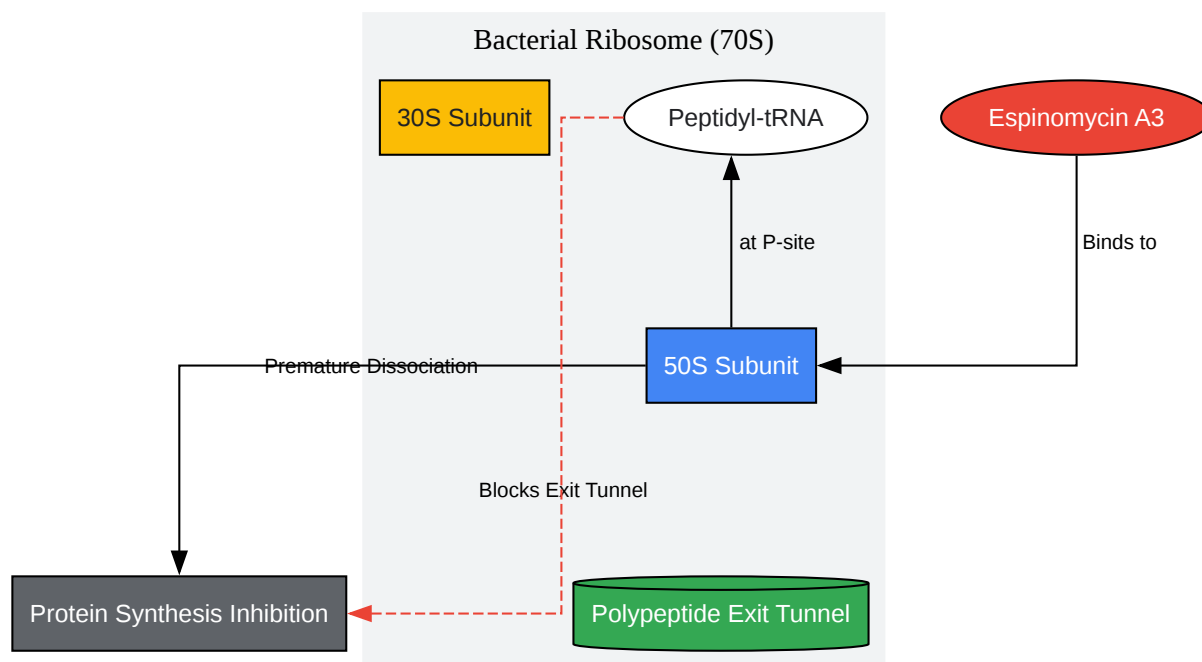 Bacterial Ribosome (70S)
30S Subunit
Peptidyl-tRNA
Espinomycin A3
at P-site
Binds to
Premature Dissociation
50S Subunit
Blocks Exit Tunnel
Protein Synthesis Inhibition
Polypeptide Exit Tunnel